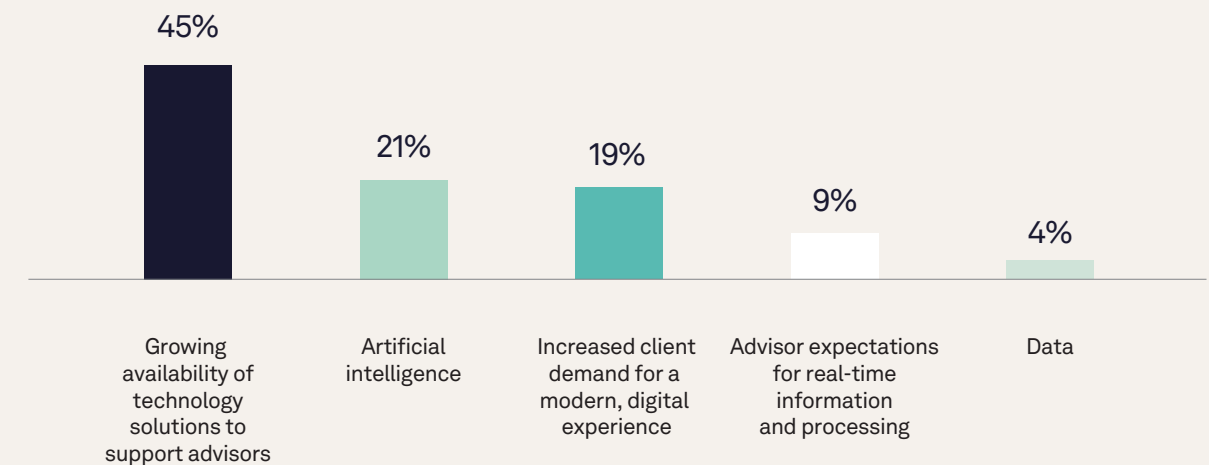 45%
21%
19%
9%
4%
Growing
availability of
technology
solutions to
support advisors
Artificial
intelligence
Increased client
demand for a
modern, digital
experience
Advisor expectations
for real-time
information
and processing
Data